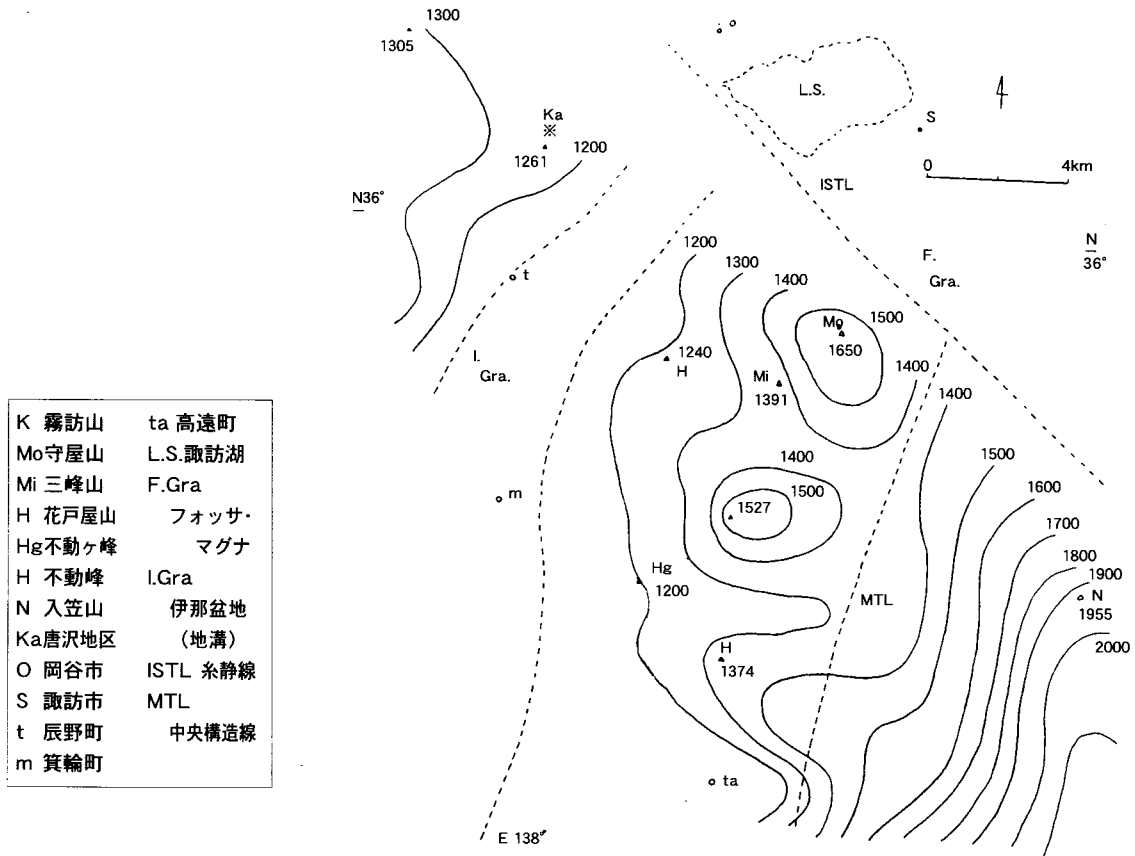 1300
1305
Ka
※
1261
1200
N36°
t
I.
Gra.
m
O
L.S.
S
0 4km
ISTL
N
36°
F.
Gra.
1200
1300
1400
Mo
1500
1650
1240
H
Mi
1391
1400
1400
1400
1500
1527
1500
1600
1700
1800
1900
N
1955
2000
Hg
1200
MTL
H
1374
ta
E 138°
K 霧訪山 ta 高遠町
Mo守屋山 L.S.諏訪湖
Mi 三峰山 F.Gra
H 花戸屋山 フォッサ・
Hg不動ヶ峰 マグナ
H 不動峰 I.Gra
N 入笠山 伊那盆地
Ka唐沢地区 (地溝)
O 岡谷市 ISTL 糸静線
S 諏訪市 MTL
t 辰野町 中央構造線
m 箕輪町